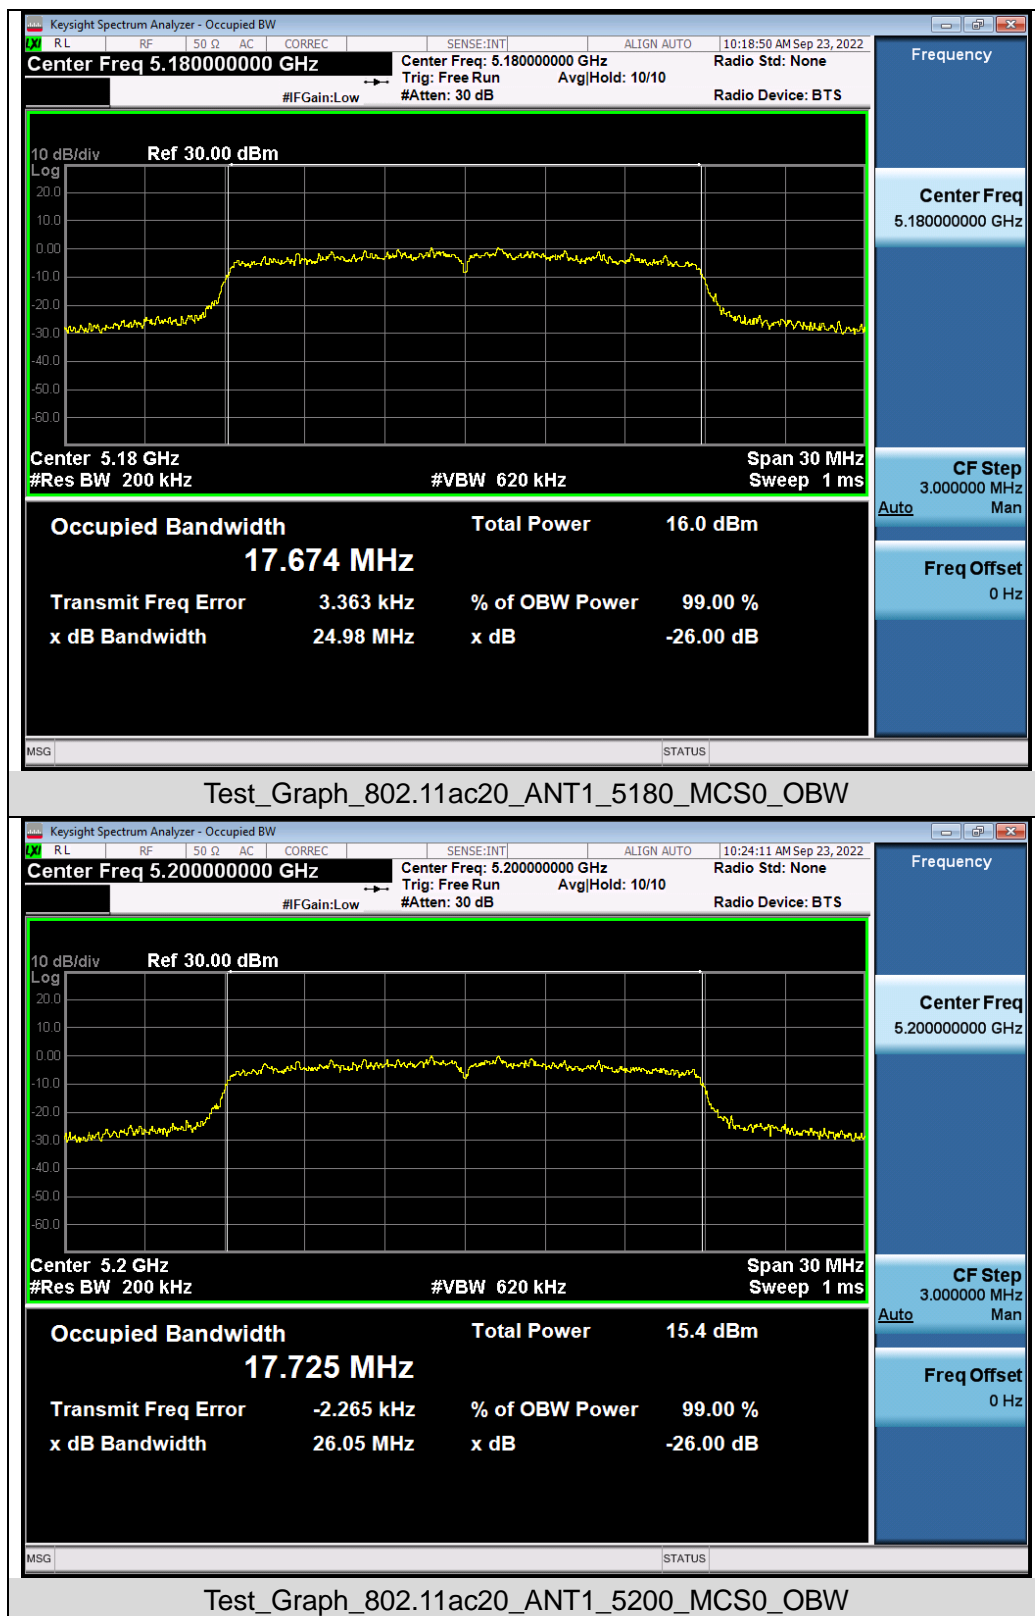 Keysight Spectrum Analyzer - Occupied BW
LXI RL RF 50 Ω AC CORREC SENSE:INT ALIGN AUTO 10:18:50 AM Sep 23, 2022
Center Freq 5.180000000 GHz
Center Freq: 5.180000000 GHz
Radio Std: None
Trig: Free Run Avg|Hold: 10/10
#IFGain:Low
#Atten: 30 dB
Radio Device: BTS
Frequency
10 dB/div Ref 30.00 dBm
Log
20.0
10.0
0.00
-10.0
-20.0
-30.0
-40.0
-50.0
-60.0
Center 5.18 GHz Span 30 MHz
#Res BW 200 kHz #VBW 620 kHz Sweep 1 ms
Center Freq
5.180000000 GHz
CF Step
3.000000 MHz
Auto Man
Freq Offset
0 Hz
Occupied Bandwidth Total Power 16.0 dBm
17.674 MHz
Transmit Freq Error 3.363 kHz % of OBW Power 99.00 %
x dB Bandwidth 24.98 MHz x dB -26.00 dB
MSG STATUS
Test_Graph_802.11ac20_ANT1_5180_MCS0_OBW
Keysight Spectrum Analyzer - Occupied BW
LXI RL RF 50 Ω AC CORREC SENSE:INT ALIGN AUTO 10:24:11 AM Sep 23, 2022
Center Freq 5.200000000 GHz
Center Freq: 5.200000000 GHz
Radio Std: None
Trig: Free Run Avg|Hold: 10/10
#IFGain:Low
#Atten: 30 dB
Radio Device: BTS
Frequency
10 dB/div Ref 30.00 dBm
Log
20.0
10.0
0.00
-10.0
-20.0
-30.0
-40.0
-50.0
-60.0
Center 5.2 GHz Span 30 MHz
#Res BW 200 kHz #VBW 620 kHz Sweep 1 ms
Center Freq
5.200000000 GHz
CF Step
3.000000 MHz
Auto Man
Freq Offset
0 Hz
Occupied Bandwidth Total Power 15.4 dBm
17.725 MHz
Transmit Freq Error -2.265 kHz % of OBW Power 99.00 %
x dB Bandwidth 26.05 MHz x dB -26.00 dB
MSG STATUS
Test_Graph_802.11ac20_ANT1_5200_MCS0_OBW